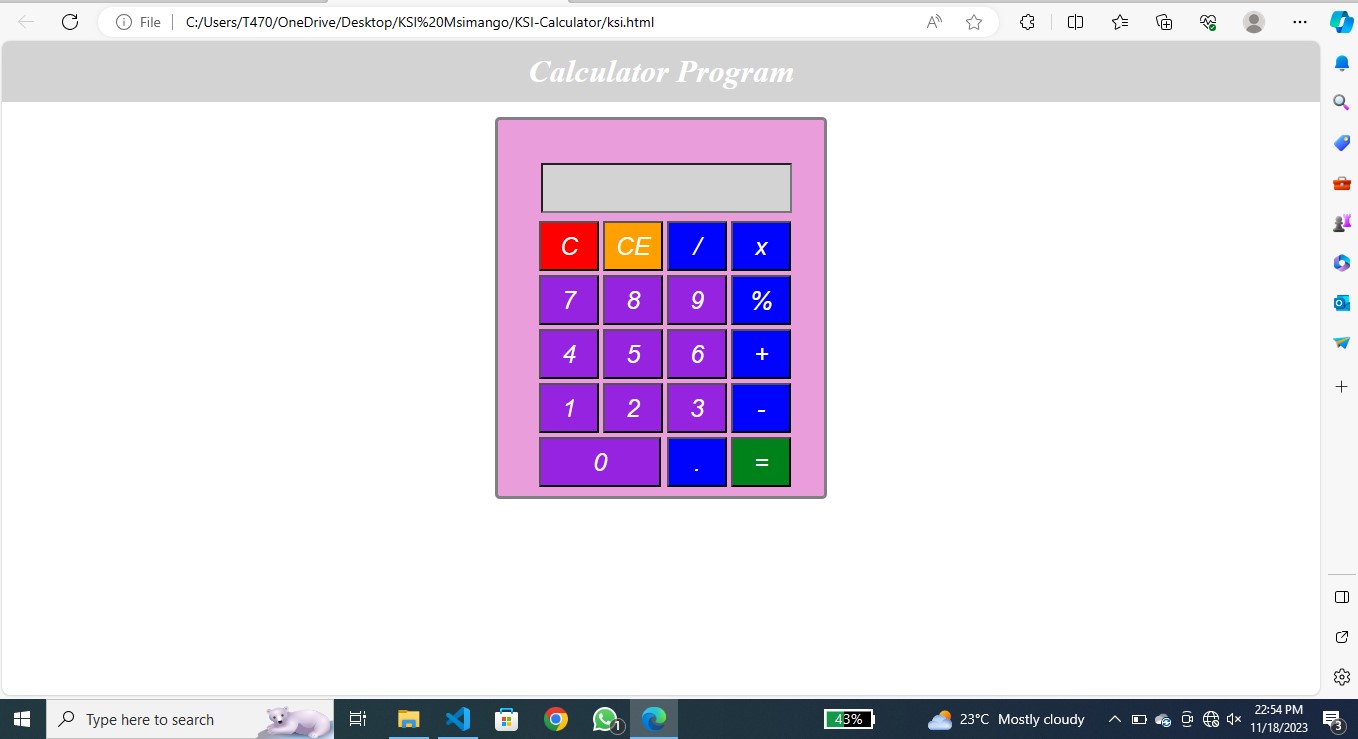 File C:/Users/T470/OneDrive/Desktop/KSI%20Msimango/KSI-Calculator/ksi.html
Calculator Program
C CE / x
7 8 9 %
4 5 6 +
1 2 3 -
0 . =
Type here to search 1 43% 23°C Mostly cloudy 22:54 PM
11/18/2023 3